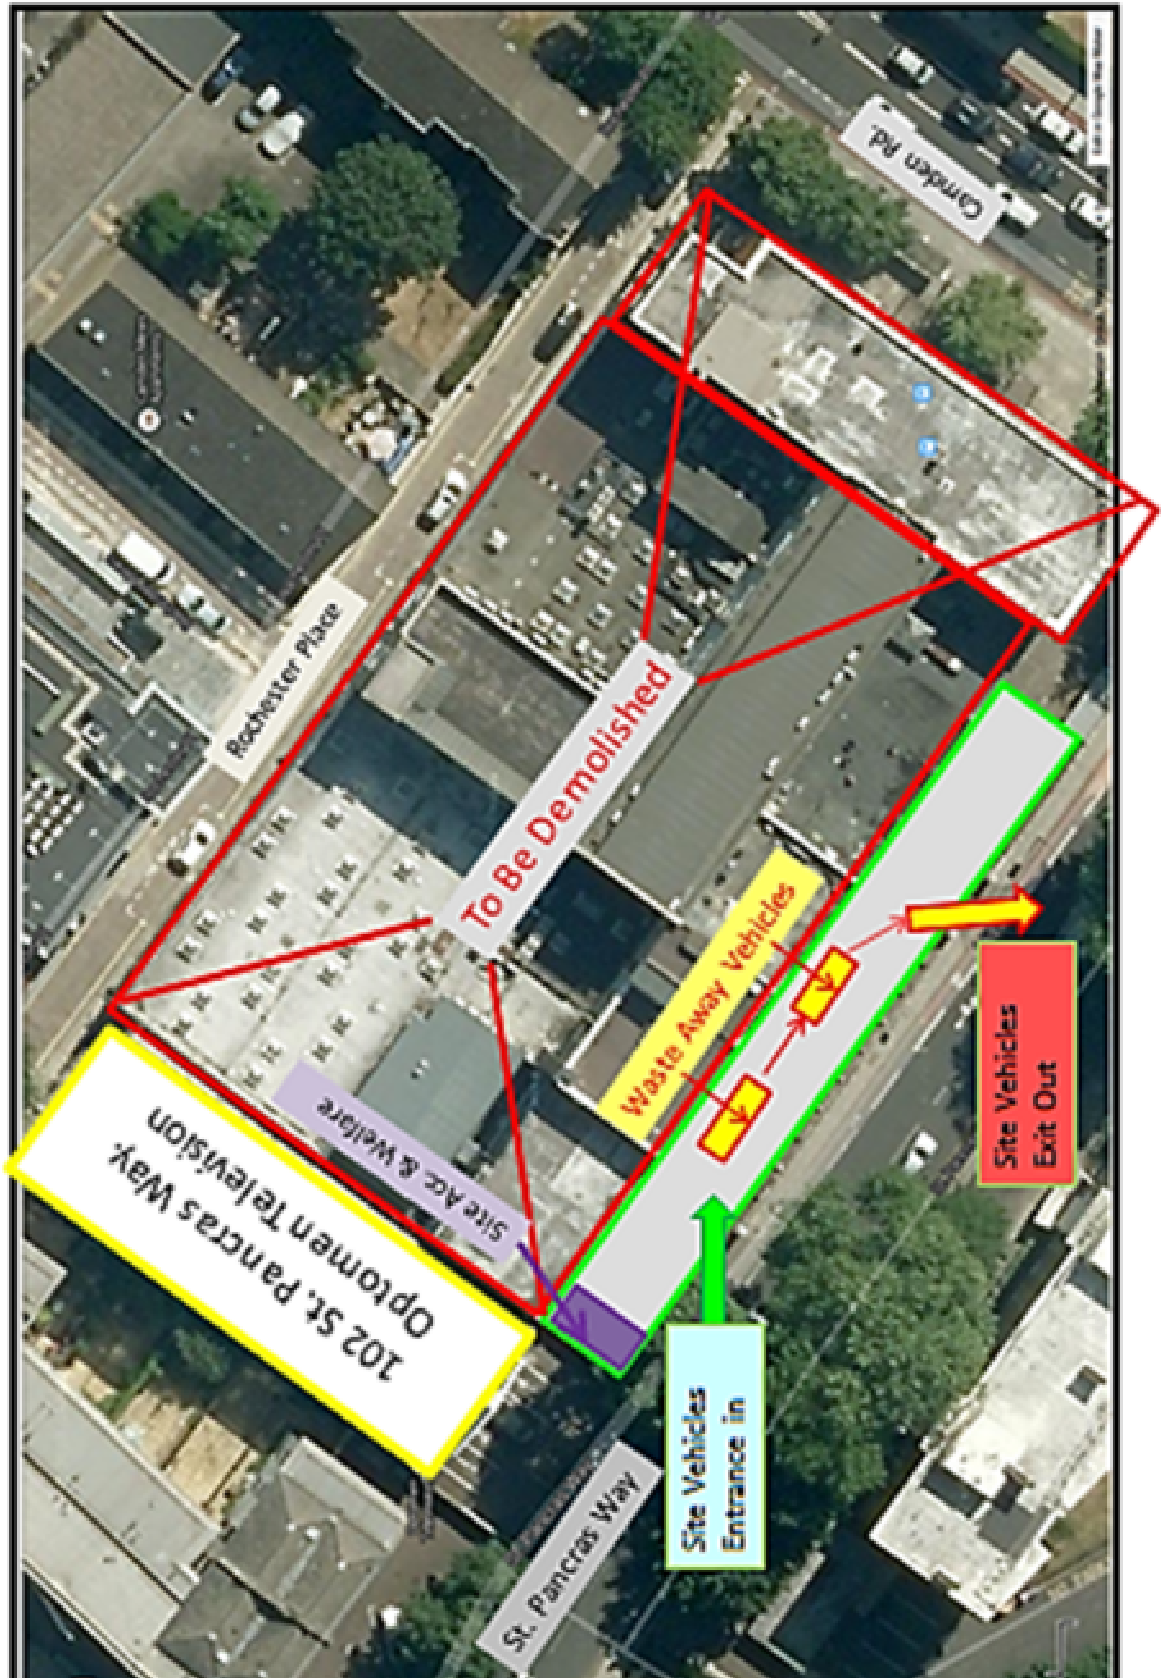 Camden Rd.
Rochester Place
To Be Demolished
Waste Away Vehicles
Site Acc. & Welfare
102 St. Pancras Way.
Optomen Television
Site Vehicles
Exit Out
Site Vehicles
Entrance in
St. Pancras Way